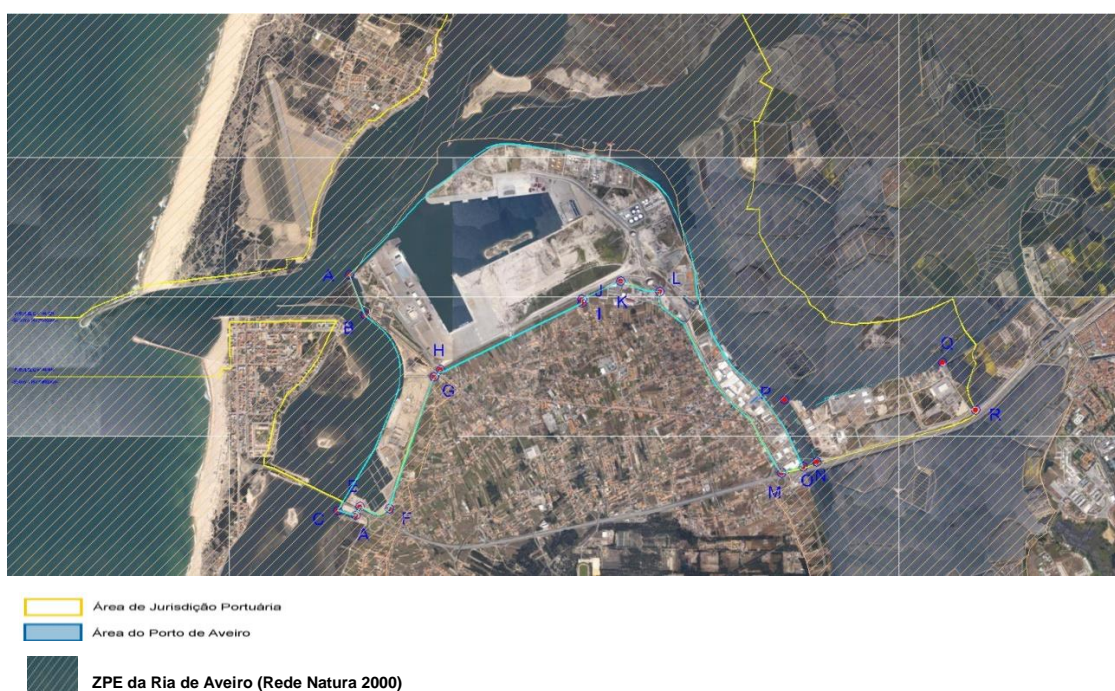 A
B
H
G
J
I
K
L
P
Q
R
M
O
N
E
C
A
F
Área de Jurisdição Portuária
Área do Porto de Aveiro
ZPE da Ria de Aveiro (Rede Natura 2000)